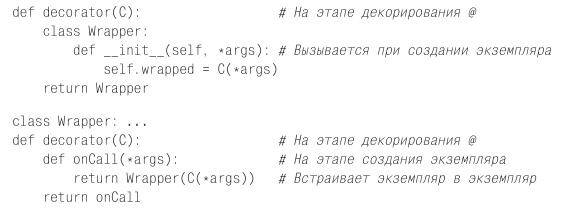 def decorator(C):                  # На этапе декорирования @
    class Wrapper:
        def __init__(self, *args): # Вызывается при создании экземпляра
            self.wrapped = C(*args)
    return Wrapper

class Wrapper: ...
def decorator(C):                  # На этапе декорирования @
    def onCall(*args):             # На этапе создания экземпляра
        return Wrapper(C(*args))   # Встраивает экземпляр в экземпляр
    return onCall